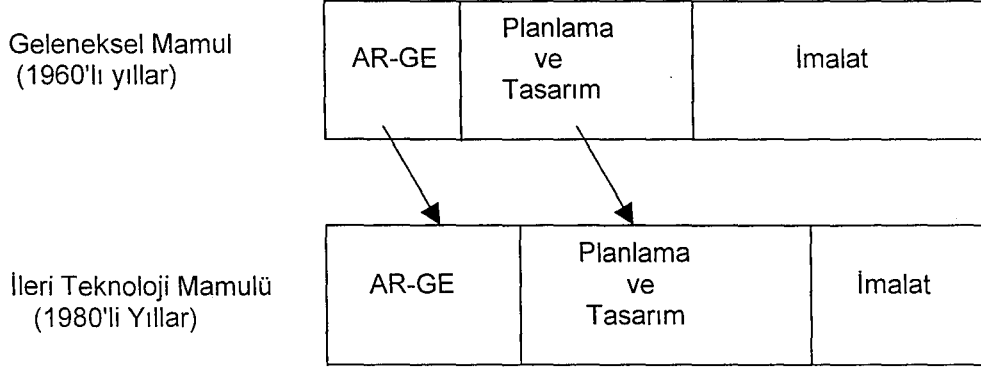 Geleneksel Mamul
(1960'lı yıllar)
AR-GE
Planlama
ve
Tasarım
İmalat
İleri Teknoloji Mamulü
(1980'li Yıllar)
AR-GE
Planlama
ve
Tasarım
İmalat